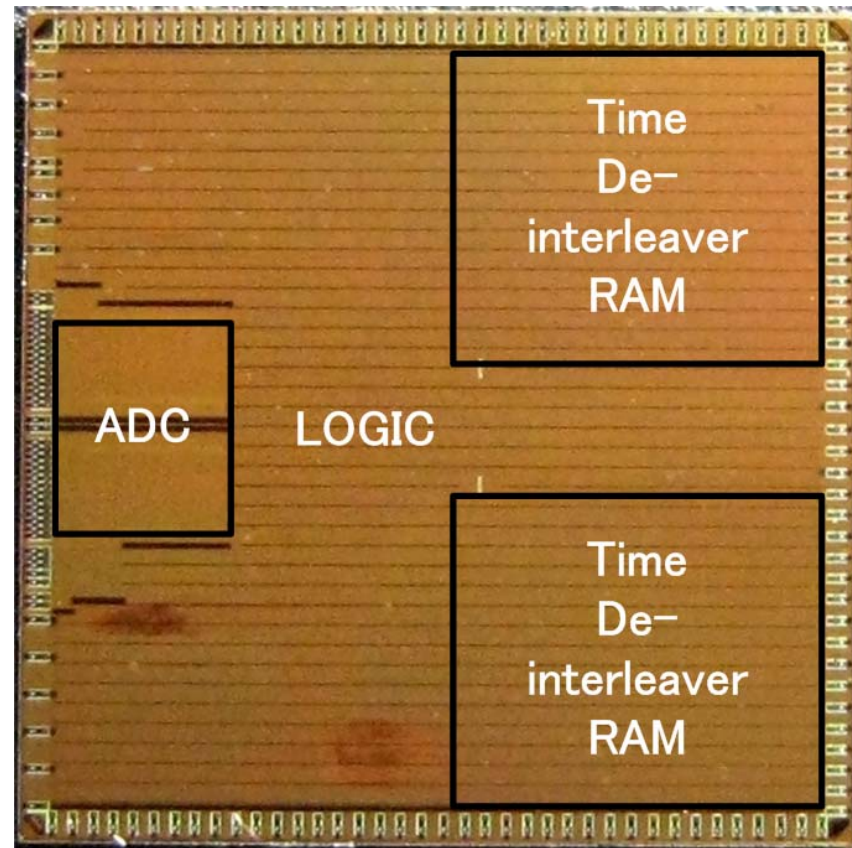 Time
De-
interleaver
RAM
ADC
LOGIC
Time
De-
interleaver
RAM